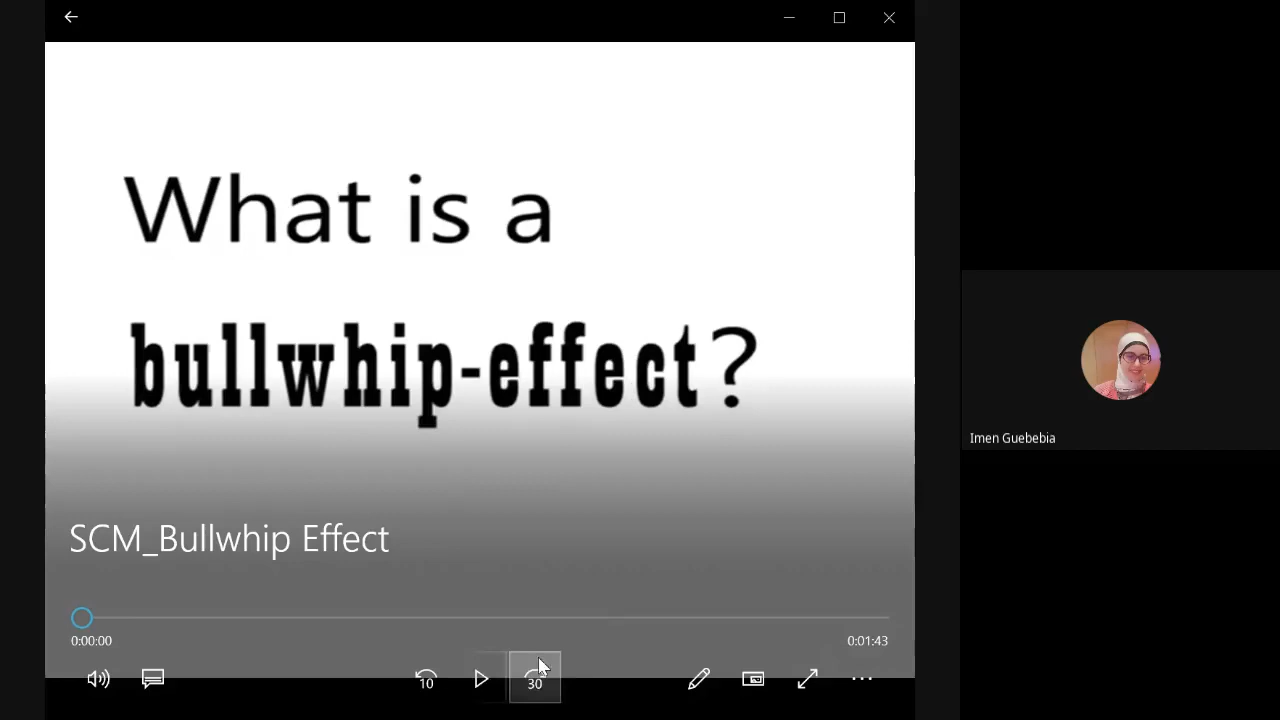 What is a
bullwhip-effect?
SCM_Bullwhip Effect
0:00:00
0:01:43
10
30
Imen Guebebia